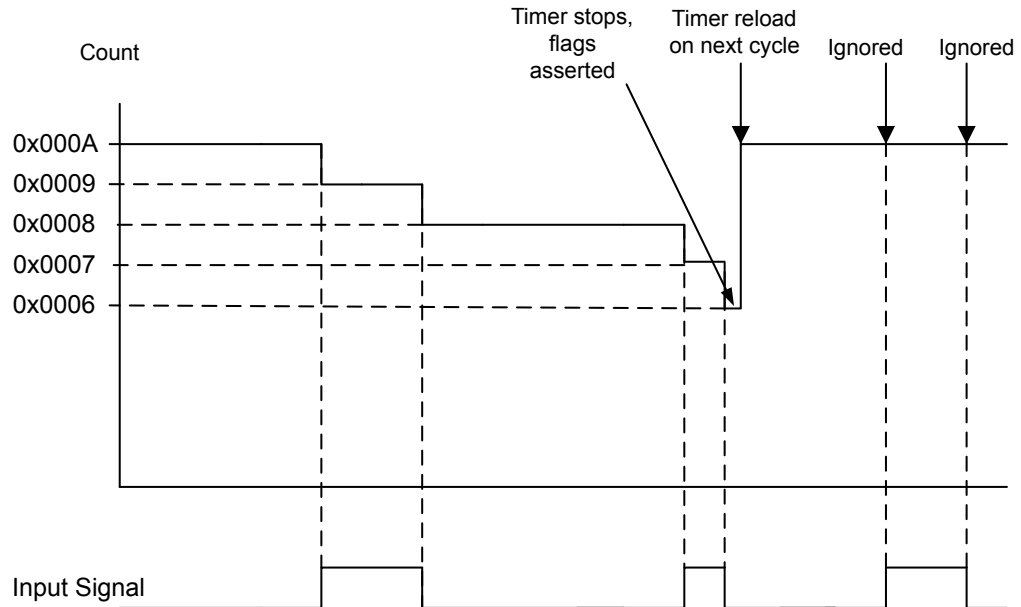 Timer stops,
flags
asserted
Timer reload
on next cycle
Ignored
Ignored
Count
0x000A
0x0009
0x0008
0x0007
0x0006
Input Signal